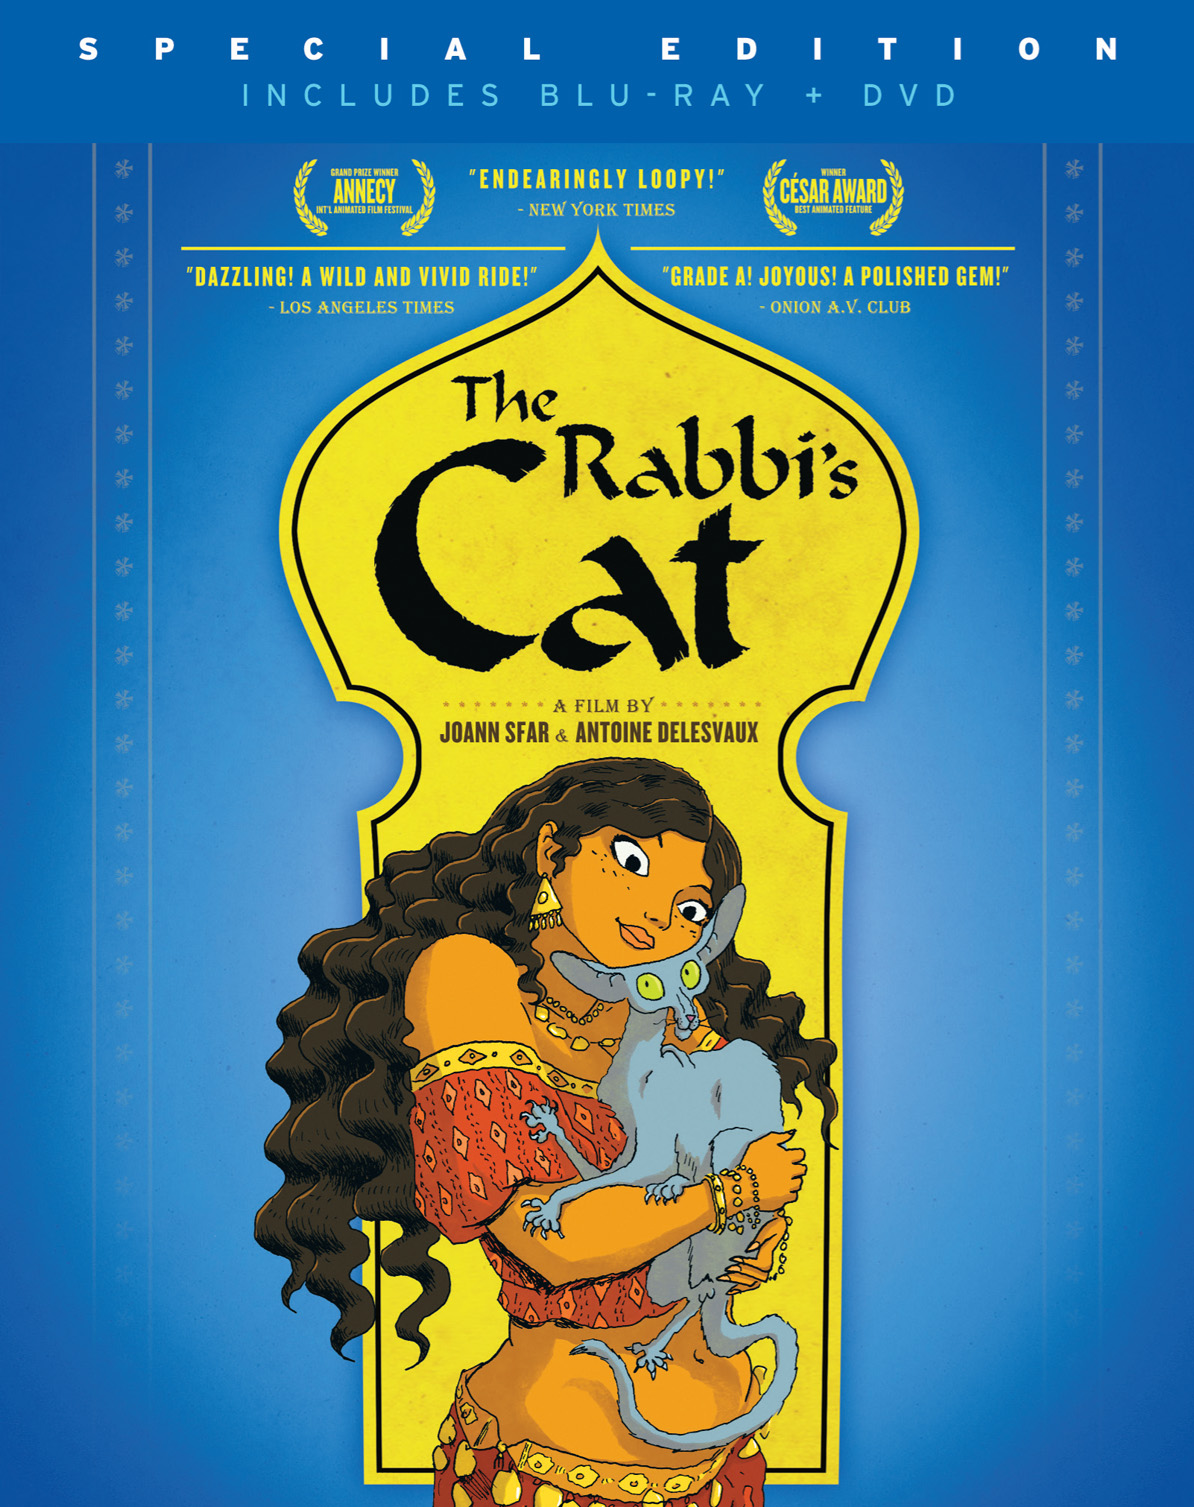 SPECIAL EDITION
INCLUDES BLU-RAY + DVD
GRAND PRIZE WINNER
ANNECY
INT'L ANIMATED FILM FESTIVAL
"ENDEARINGLY LOOPY!"
- NEW YORK TIMES
WINNER
CÉSAR AWARD
BEST ANIMATED FEATURE
"DAZZLING! A WILD AND VIVID RIDE!"
- LOS ANGELES TIMES
"GRADE A! JOYOUS! A POLISHED GEM!"
- ONION A.V. CLUB
The
Rabbi's
Cat
A FILM BY
JOANN SFAR & ANTOINE DELESVAUX